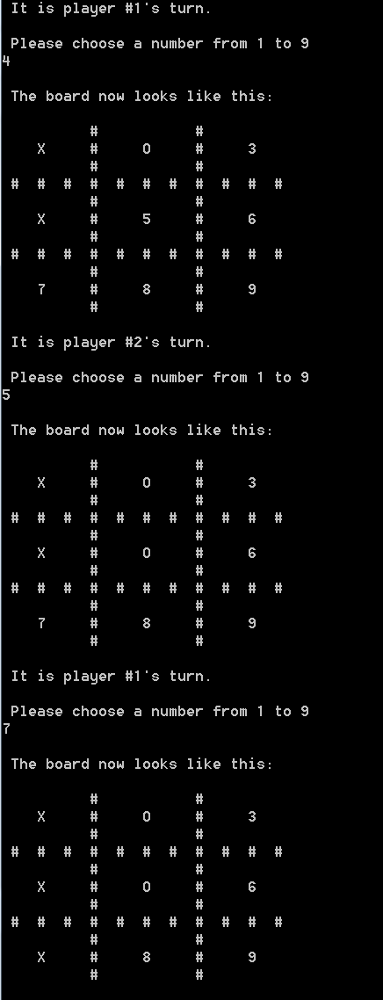 It is player #1's turn.
Please choose a number from 1 to 9
4
The board now looks like this:
# #
X # O # 3
# #
# # # # # # # # # # #
# #
X # 5 # 6
# #
# # # # # # # # # # #
# #
7 # 8 # 9
# #
It is player #2's turn.
Please choose a number from 1 to 9
5
The board now looks like this:
# #
X # O # 3
# #
# # # # # # # # # # #
# #
X # O # 6
# #
# # # # # # # # # # #
# #
7 # 8 # 9
# #
It is player #1's turn.
Please choose a number from 1 to 9
7
The board now looks like this:
# #
X # O # 3
# #
# # # # # # # # # # #
# #
X # O # 6
# #
# # # # # # # # # # #
# #
X # 8 # 9
# #